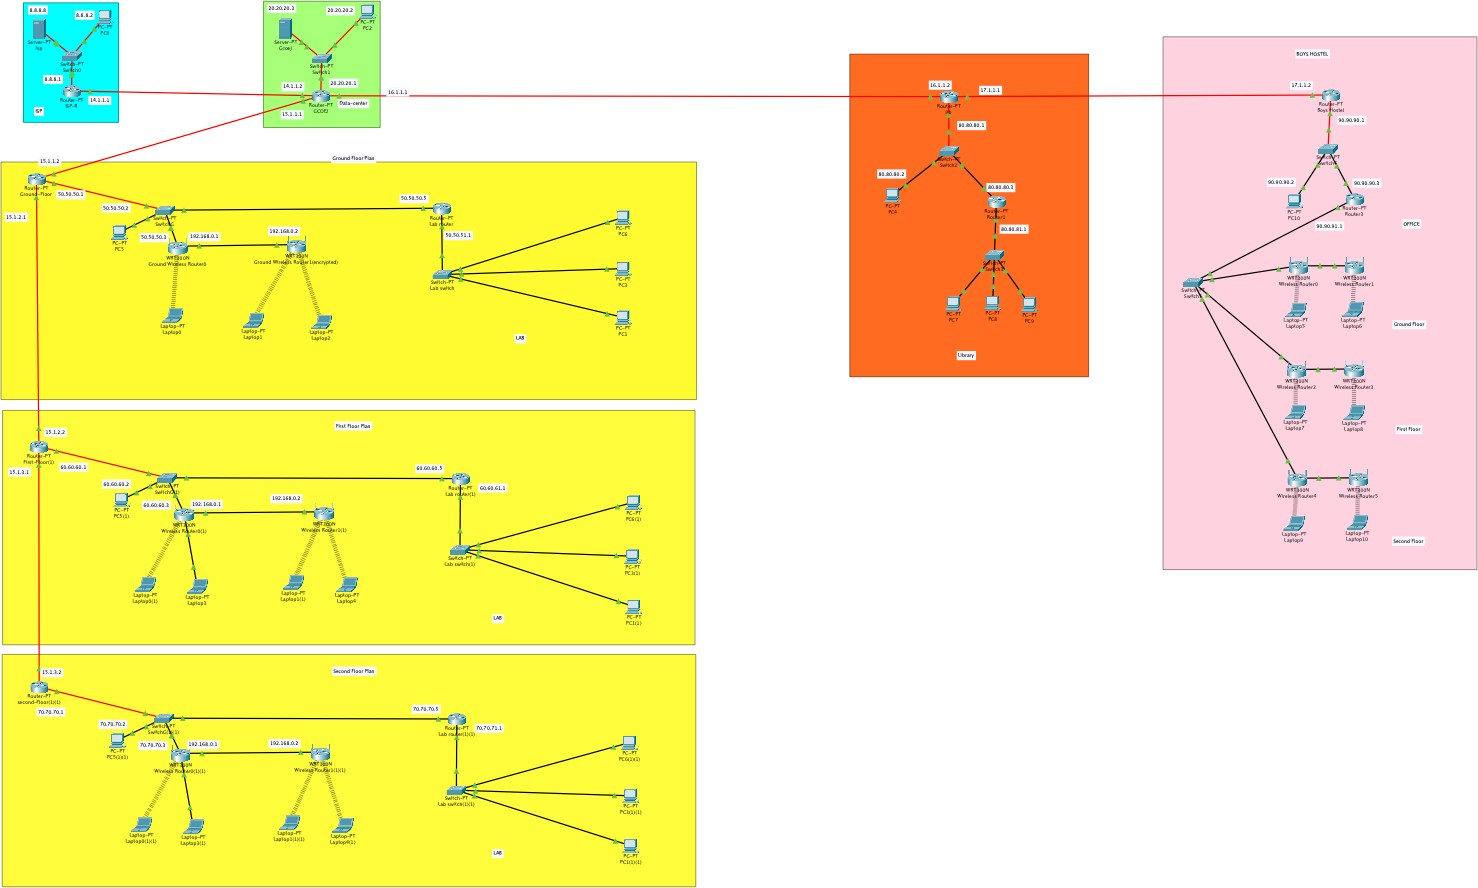 8.8.8.8
8.8.8.2
PC-PT
PC0
Server-PT
Isp
Switch-PT
Switch0
8.8.8.1
Router-PT
ISP-R
14.1.1.1
ISP
20.20.20.3
20.20.20.2
PC-PT
PC2
Server-PT
Switch-PT
Switch1
14.1.1.2
20.20.20.1
Router-PT
Data-center
15.1.1.1
16.1.1.1
Ground Floor Plan
15.1.1.2
Router-PT
Ground-Floor
50.50.50.1
15.1.2.1
50.50.50.2
Switch-PT
PC-PT
PC5
50.50.50.3
192.168.0.1
WRT300N
Ground Wireless Router0
192.168.0.2
WRT300N
Ground Wireless Router1(encrypted)
50.50.50.5
Router-PT
Lab router
50.50.51.1
Switch-PT
Lab switch
PC-PT
PC6
PC-PT
PC3
PC-PT
PC1
Laptop-PT
Laptop0
Laptop-PT
Laptop1
Laptop-PT
Laptop2
LAB
First Floor Plan
15.1.2.2
Router-PT
First-Floor(1)
60.60.60.1
15.1.3.1
60.60.60.2
Switch-PT
PC-PT
PC5(1)
60.60.60.3
192.168.0.1
WRT300N
Wireless Router0(1)
192.168.0.2
WRT300N
Wireless Router1(1)
60.60.60.5
Router-PT
Lab router(1)
60.60.61.1
Switch-PT
Lab switch(1)
PC-PT
PC6(1)
PC-PT
PC3(1)
PC-PT
PC1(1)
Laptop-PT
Laptop0(1)
Laptop-PT
Laptop3
Laptop-PT
Laptop1(1)
Laptop-PT
Laptop4
LAB
Second Floor Plan
15.1.3.2
Router-PT
second-Floor(1)(1)
70.70.70.1
70.70.70.2
Switch-PT
PC-PT
PC5(1)(1)
70.70.70.3
192.168.0.1
WRT300N
Wireless Router0(1)(1)
192.168.0.2
WRT300N
Wireless Router1(1)(1)
70.70.70.5
Router-PT
Lab router(1)(1)
70.70.71.1
Switch-PT
Lab switch(1)(1)
PC-PT
PC6(1)(1)
PC-PT
PC3(1)(1)
PC-PT
PC1(1)(1)
Laptop-PT
Laptop0(1)(1)
Laptop-PT
Laptop3(1)
Laptop-PT
Laptop1(1)(1)
Laptop-PT
Laptop4(1)
LAB
16.1.1.2
17.1.1.1
Router-PT
80.80.80.1
Switch-PT
Switch2
80.80.80.2
PC-PT
PC4
80.80.80.3
Router-PT
80.80.81.1
Switch-PT
PC-PT
PC7
PC-PT
PC8
PC-PT
PC9
Library
BOYS HOSTEL
17.1.1.2
Router-PT
Boys Hostel
90.90.90.1
Switch-PT
90.90.90.2
PC-PT
PC10
90.90.90.3
Router-PT
Router3
90.90.91.1
OFFICE
WRT300N
Wireless Router0
WRT300N
Wireless Router1
Laptop-PT
Laptop5
Laptop-PT
Laptop6
Ground Floor
WRT300N
Wireless Router2
WRT300N
Wireless Router3
Laptop-PT
Laptop7
Laptop-PT
Laptop8
First Floor
WRT300N
Wireless Router4
WRT300N
Wireless Router5
Laptop-PT
Laptop9
Laptop-PT
Laptop10
Second Floor